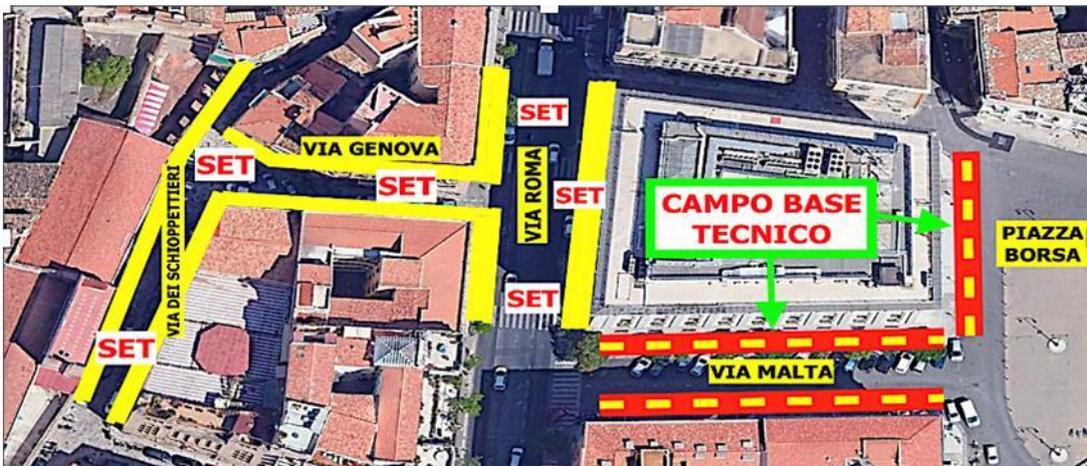 SET
VIA GENOVA
SET
SET
SET
VIA ROMA
VIA DEI SCHIOPPETTIERI
CAMPO BASE
TECNICO
PIAZZA
BORSA
SET
SET
VIA MALTA